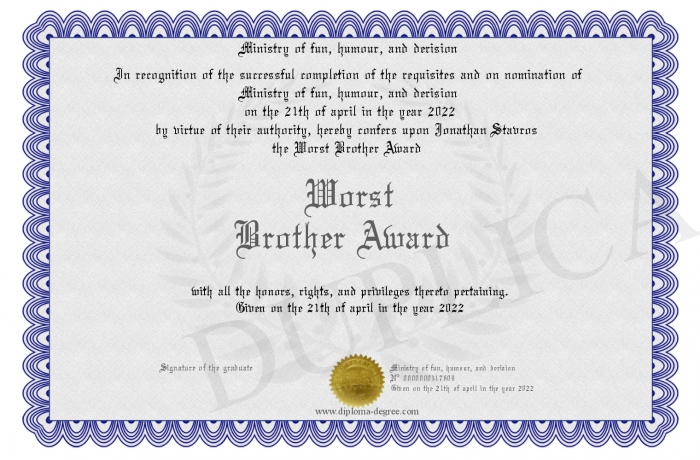 Ministry of fun, humour, and derision
In recognition of the successful completion of the requisites and on nomination of
Ministry of fun, humour, and derision
on the 21th of april in the year 2022
by virtue of their authority, hereby confers upon Jonathan Stavros
the Worst Brother Award
Worst
Brother Award
with all the honors, rights, and privileges thereto pertaining.
Given on the 21th of april in the year 2022
Signature of the graduate
Ministry of fun, humour, and derision
N°
Given on the 21th of april in the year 2022
www.diploma-degree.com
DUPLICA